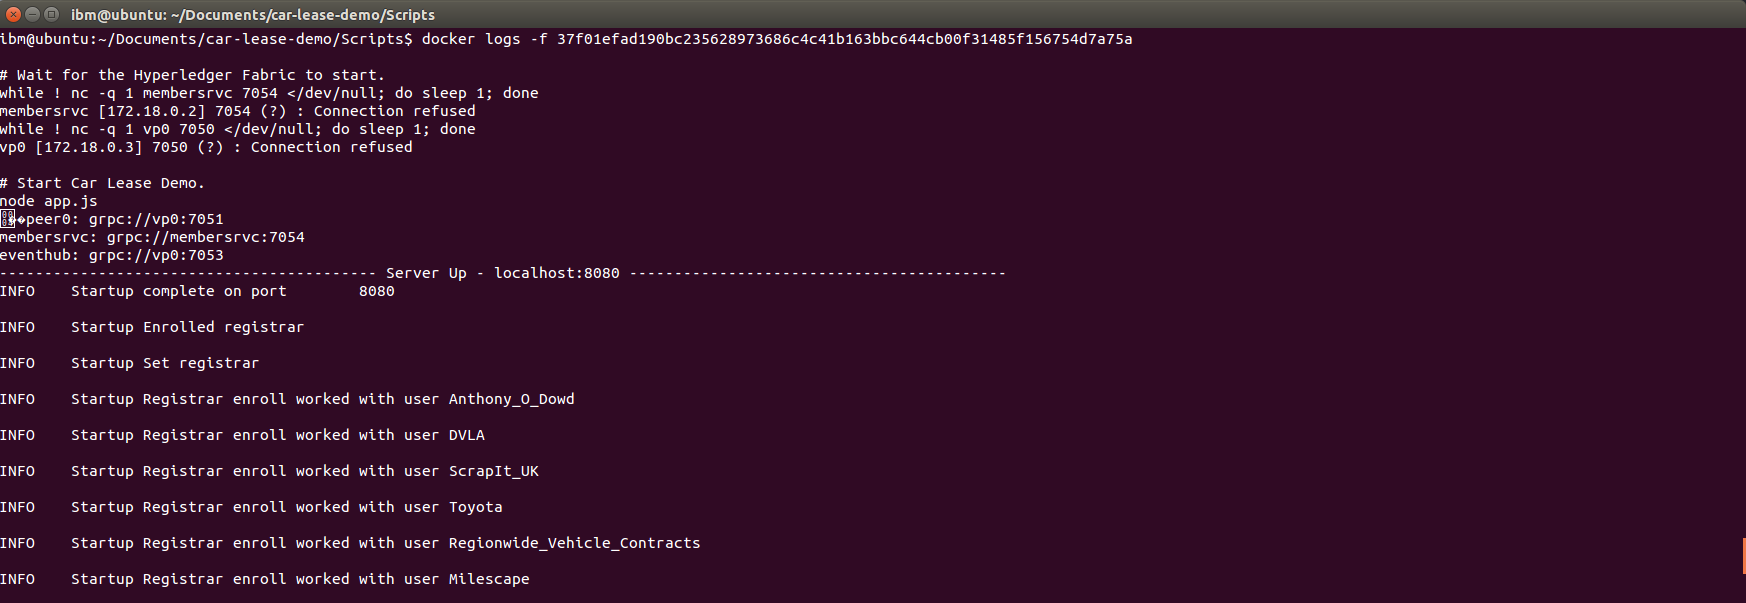 ibm@ubuntu: ~/Documents/car-lease-demo/Scripts
ibm@ubuntu:~/Documents/car-lease-demo/Scripts$ docker logs -f 37f01efad190bc235628973686c4c41b163bbc644cb00f31485f156754d7a75a
# Wait for the Hyperledger Fabric to start.
while ! nc -q 1 membersrvc 7054 </dev/null; do sleep 1; done
membersrvc [172.18.0.2] 7054 (?) : Connection refused
while ! nc -q 1 vp0 7050 </dev/null; do sleep 1; done
vp0 [172.18.0.3] 7050 (?) : Connection refused
# Start Car Lease Demo.
node app.js
��peer0: grpc://vp0:7051
membersrvc: grpc://membersrvc:7054
eventhub: grpc://vp0:7053
------------------------------------------ Server Up - localhost:8080 ------------------------------------------
INFO    Startup complete on port        8080
INFO    Startup Enrolled registrar
INFO    Startup Set registrar
INFO    Startup Registrar enroll worked with user Anthony_O_Dowd
INFO    Startup Registrar enroll worked with user DVLA
INFO    Startup Registrar enroll worked with user ScrapIt_UK
INFO    Startup Registrar enroll worked with user Toyota
INFO    Startup Registrar enroll worked with user Regionwide_Vehicle_Contracts
INFO    Startup Registrar enroll worked with user Milescape